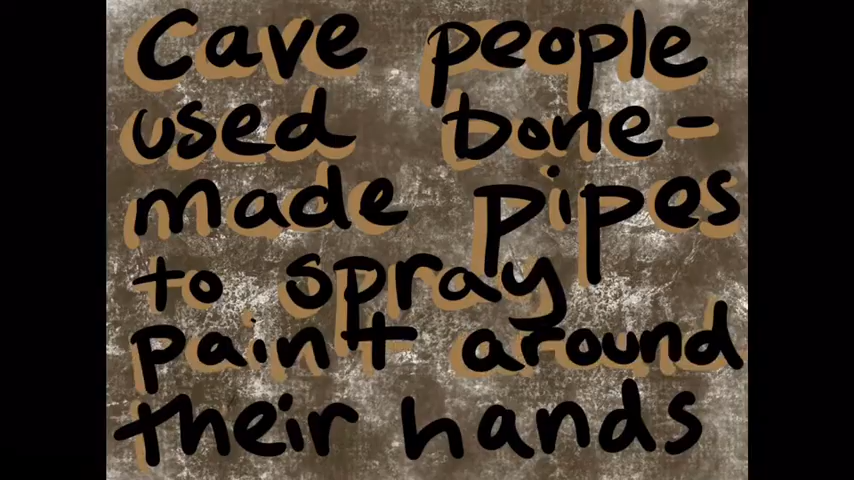 Cave people
used bone-
made pipes
to spray
paint around
their hands